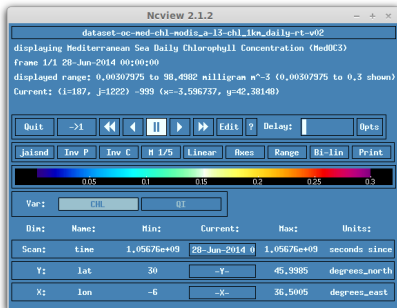 Ncview 2.1.2
dataset-oc-med-chl-modis_a-l3-chl_1km_daily-rt-v02
displaying Mediterranean Sea Daily Chlorophyll Concentration (MedOC3)
frame 1/1 28-Jun-2014 00:00:00
displayed range: 0.00307975 to 98.4982 milligram m^-3 (0.00307975 to 0.3 shown)
Current: (i=187, j=1222) -999 (x=-3.596737, y=42.38148)
Quit ->1 Edit ? Delay: Opts
jaisnd Inv P Inv C M 1/5 Linear Axes Range Bi-lin Print
0.05 0.1 0.15 0.2 0.25 0.3
Var: CHL QI
Dim: Name: Min: Current: Max: Units:
Scan: time 1.05676e+09 28-Jun-2014 0 1.05676e+09 seconds since
Y: lat 30 -Y- 45.9985 degrees_north
X: lon -6 -X- 36.5005 degrees_east